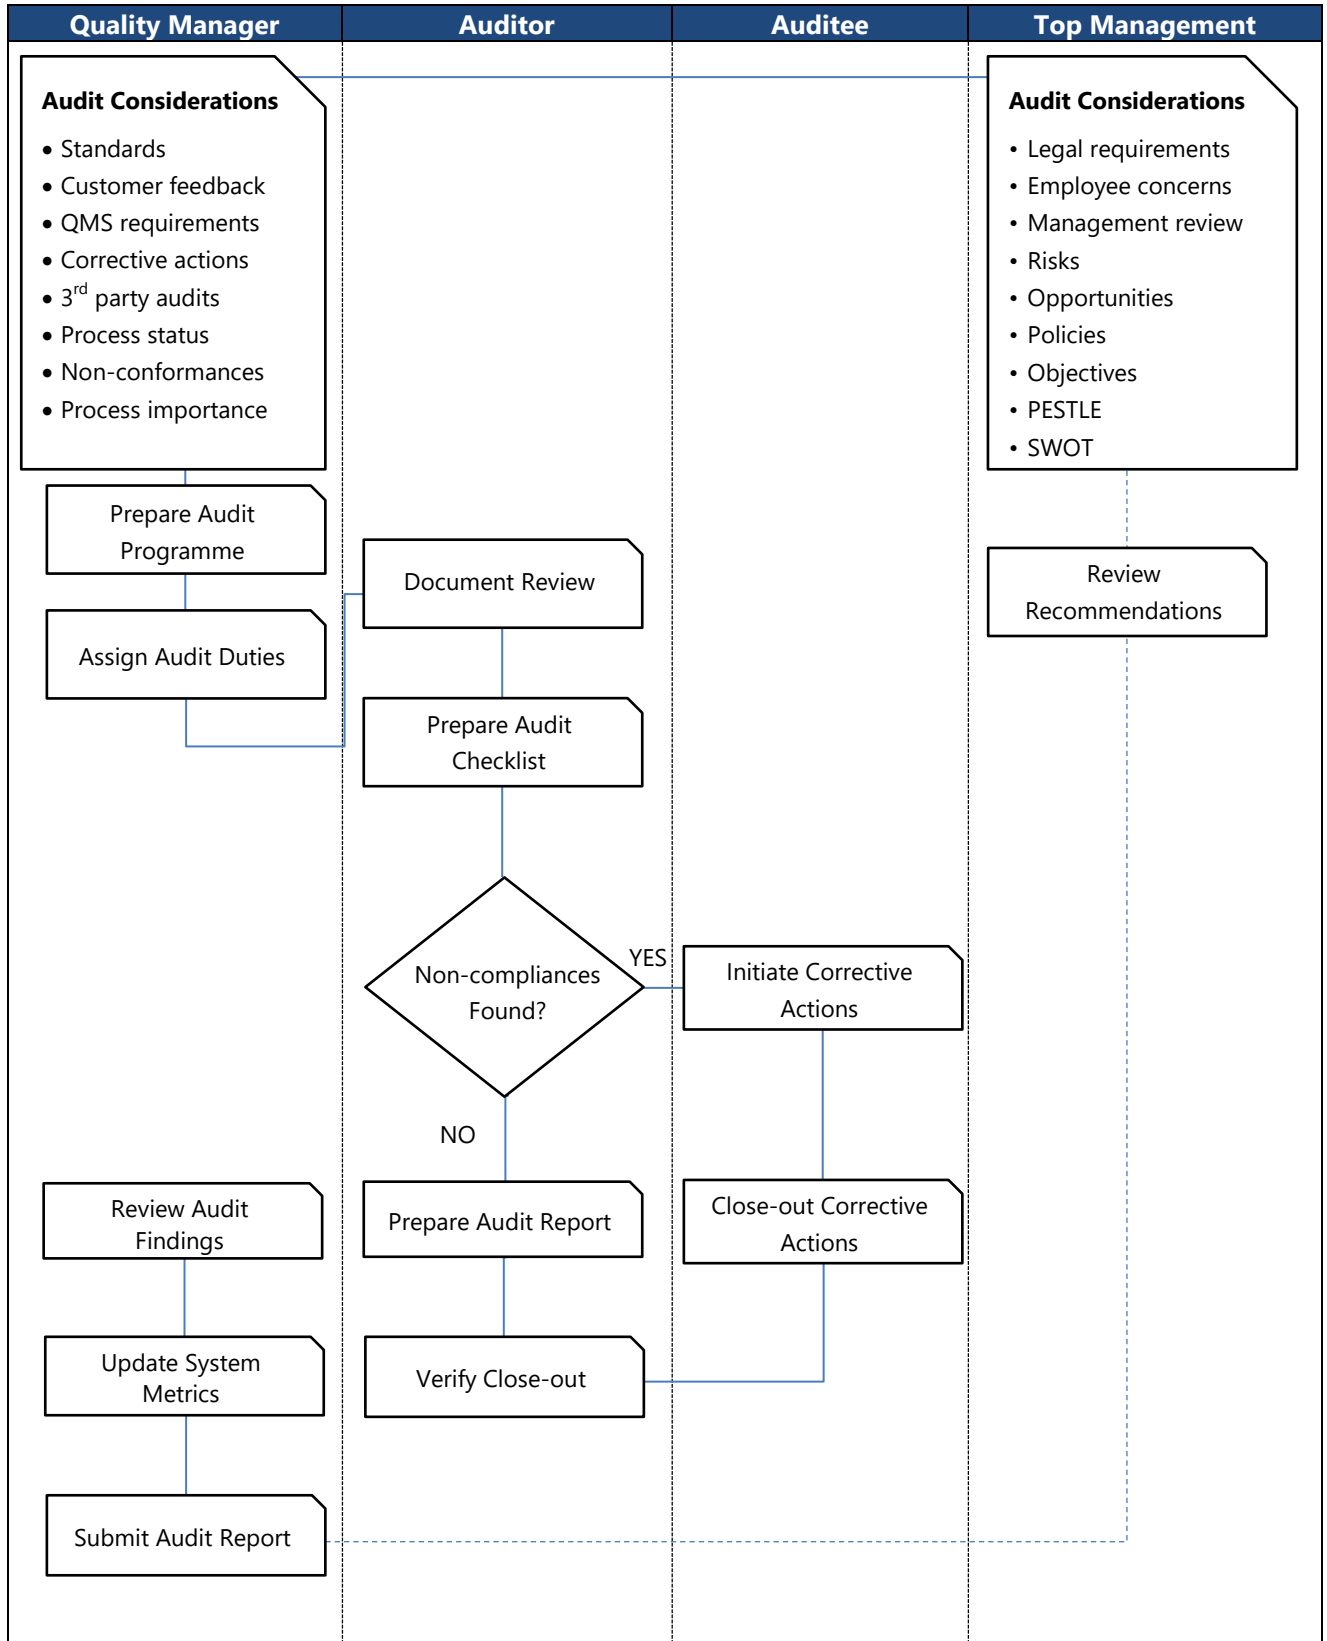 Quality Manager
Auditor
Auditee
Top Management
Audit Considerations
• Standards
• Customer feedback
• QMS requirements
• Corrective actions
• 3rd party audits
• Process status
• Non-conformances
• Process importance
Audit Considerations
• Legal requirements
• Employee concerns
• Management review
• Risks
• Opportunities
• Policies
• Objectives
• PESTLE
• SWOT
Prepare Audit
Programme
Assign Audit Duties
Document Review
Review
Recommendations
Prepare Audit
Checklist
Non-compliances
Found?
YES
Initiate Corrective
Actions
NO
Review Audit
Findings
Prepare Audit Report
Close-out Corrective
Actions
Update System
Metrics
Verify Close-out
Submit Audit Report